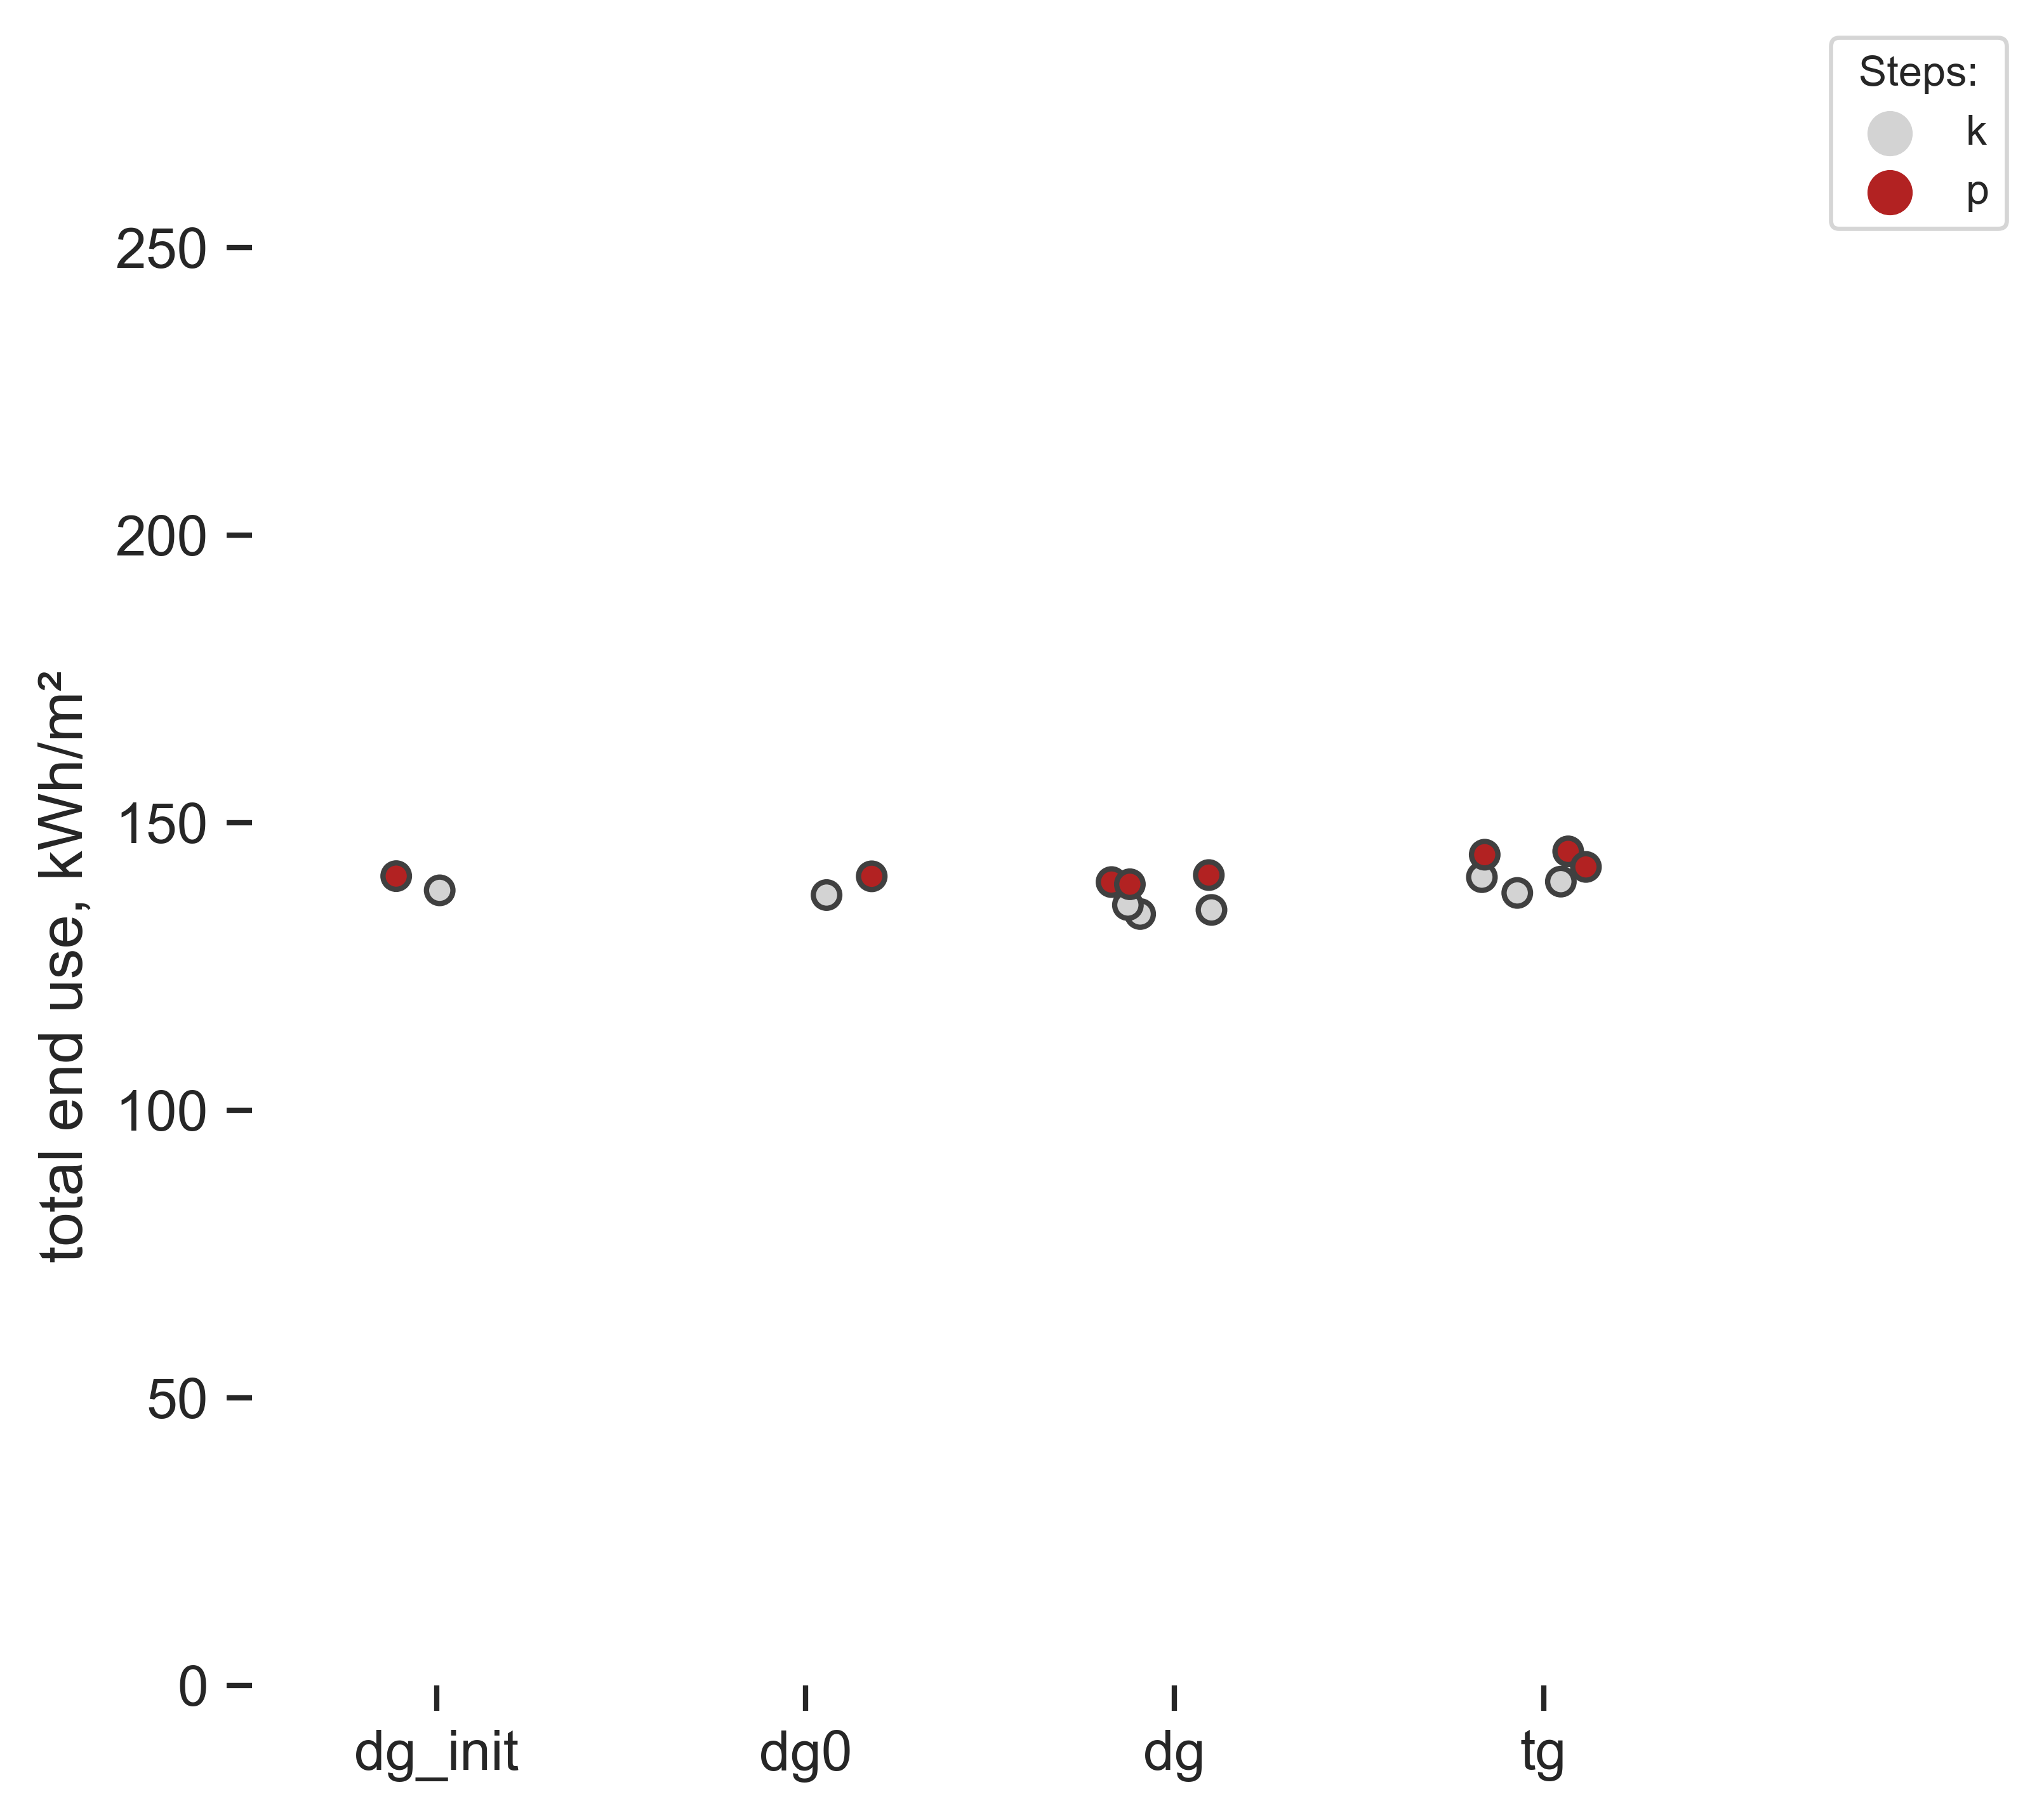 Steps:
k
p
250
200
150
100
50
0
total end use, kWh/m²
dg_init
dg0
dg
tg